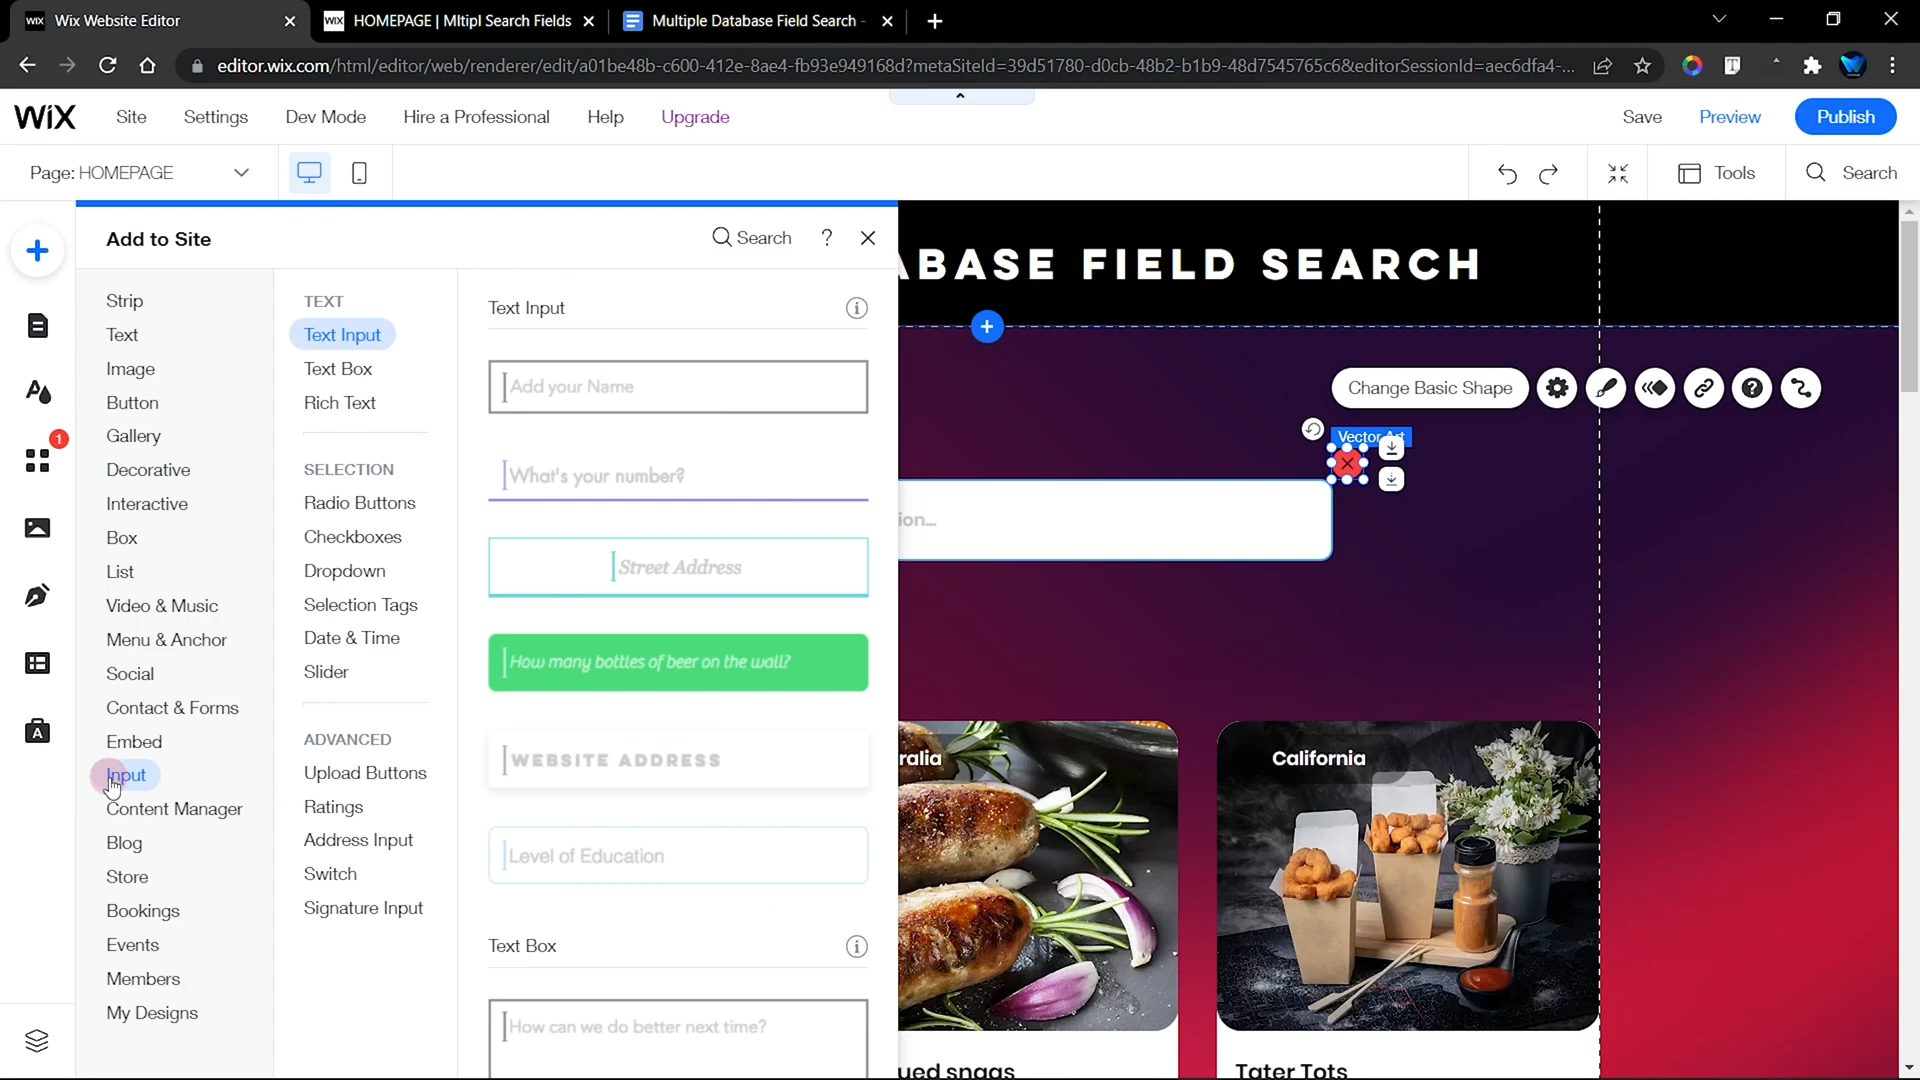 WiX Wix Website Editor
WiX HOMEPAGE | Mltipl Search Fields
Multiple Database Field Search -
editor.wix.com/html/editor/web/renderer/edit/a01be48b-c600-412e-8ae4-fb93e949168d?metaSiteId=39d51780-d0cb-48b2-b1b9-48d7545765c6&editorSessionId=aec6dfa4-...
WiX Site Settings Dev Mode Hire a Professional Help Upgrade Save Preview Publish
Page: HOMEPAGE Tools Search
Add to Site Search ?
ABASE FIELD SEARCH
Strip
Text
Image
Button
Gallery
Decorative
Interactive
Box
List
Video & Music
Menu & Anchor
Social
Contact & Forms
Embed
Input
Content Manager
Blog
Store
Bookings
Events
Members
My Designs
1
TEXT
Text Input
Text Box
Rich Text
SELECTION
Radio Buttons
Checkboxes
Dropdown
Selection Tags
Date & Time
Slider
ADVANCED
Upload Buttons
Ratings
Address Input
Switch
Signature Input
Text Input
Add your Name
What's your number?
Street Address
How many bottles of beer on the wall?
WEBSITE ADDRESS
Level of Education
Text Box
How can we do better next time?
Change Basic Shape
Vector Art
ion...
ralia
California
ued snags
Tater Tots